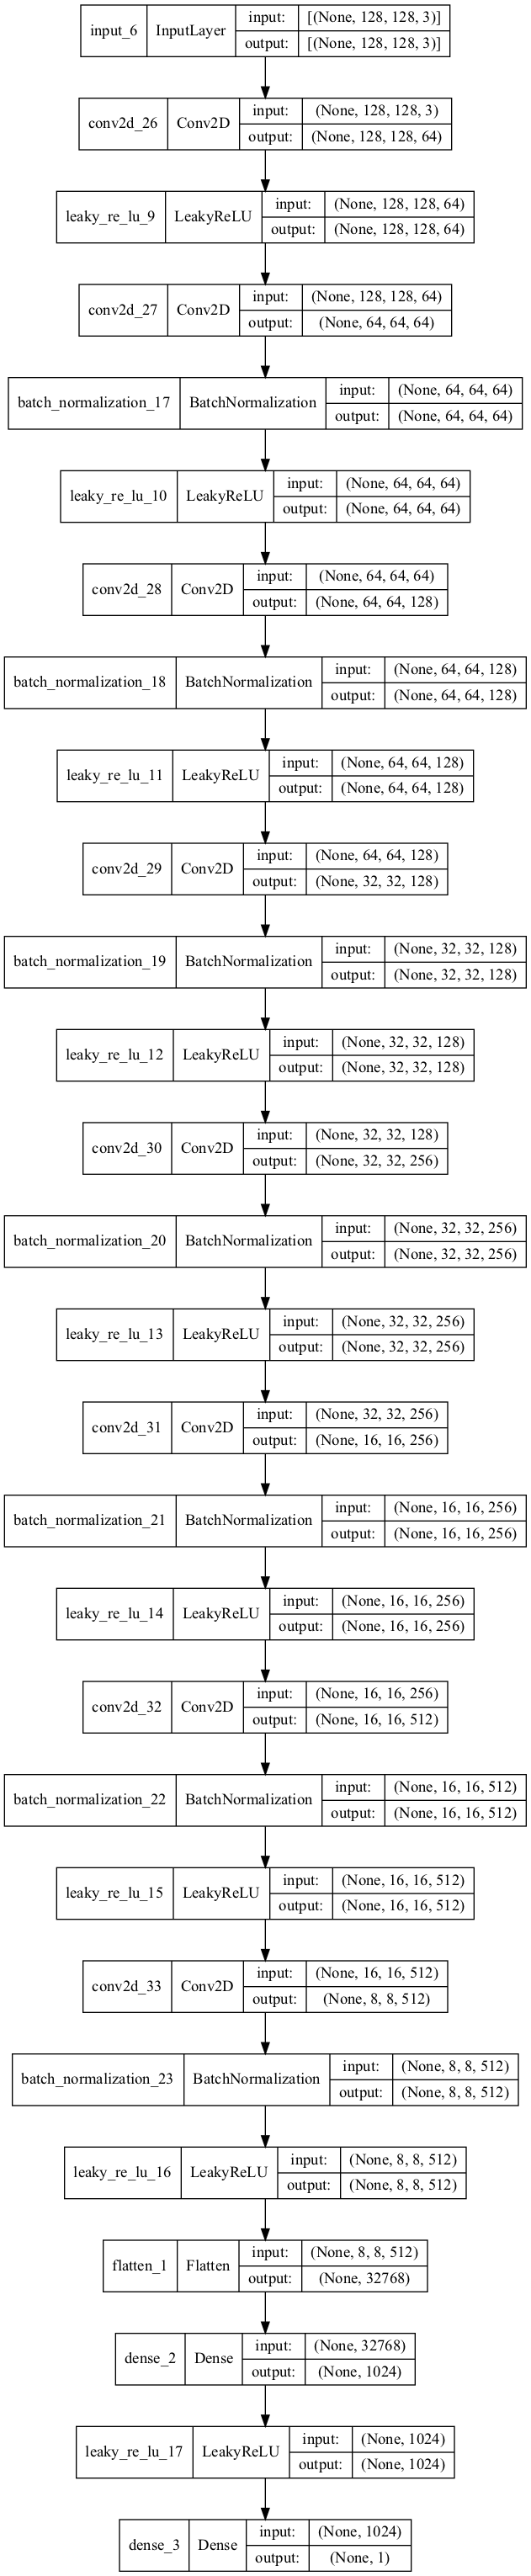 input_6 InputLayer input: [(None, 128, 128, 3)]
output: [(None, 128, 128, 3)]
conv2d_26 Conv2D input: (None, 128, 128, 3)
output: (None, 128, 128, 64)
leaky_re_lu_9 LeakyReLU input: (None, 128, 128, 64)
output: (None, 128, 128, 64)
conv2d_27 Conv2D input: (None, 128, 128, 64)
output: (None, 64, 64, 64)
batch_normalization_17 BatchNormalization input: (None, 64, 64, 64)
output: (None, 64, 64, 64)
leaky_re_lu_10 LeakyReLU input: (None, 64, 64, 64)
output: (None, 64, 64, 64)
conv2d_28 Conv2D input: (None, 64, 64, 64)
output: (None, 64, 64, 128)
batch_normalization_18 BatchNormalization input: (None, 64, 64, 128)
output: (None, 64, 64, 128)
leaky_re_lu_11 LeakyReLU input: (None, 64, 64, 128)
output: (None, 64, 64, 128)
conv2d_29 Conv2D input: (None, 64, 64, 128)
output: (None, 32, 32, 128)
batch_normalization_19 BatchNormalization input: (None, 32, 32, 128)
output: (None, 32, 32, 128)
leaky_re_lu_12 LeakyReLU input: (None, 32, 32, 128)
output: (None, 32, 32, 128)
conv2d_30 Conv2D input: (None, 32, 32, 128)
output: (None, 32, 32, 256)
batch_normalization_20 BatchNormalization input: (None, 32, 32, 256)
output: (None, 32, 32, 256)
leaky_re_lu_13 LeakyReLU input: (None, 32, 32, 256)
output: (None, 32, 32, 256)
conv2d_31 Conv2D input: (None, 32, 32, 256)
output: (None, 16, 16, 256)
batch_normalization_21 BatchNormalization input: (None, 16, 16, 256)
output: (None, 16, 16, 256)
leaky_re_lu_14 LeakyReLU input: (None, 16, 16, 256)
output: (None, 16, 16, 256)
conv2d_32 Conv2D input: (None, 16, 16, 256)
output: (None, 16, 16, 512)
batch_normalization_22 BatchNormalization input: (None, 16, 16, 512)
output: (None, 16, 16, 512)
leaky_re_lu_15 LeakyReLU input: (None, 16, 16, 512)
output: (None, 16, 16, 512)
conv2d_33 Conv2D input: (None, 16, 16, 512)
output: (None, 8, 8, 512)
batch_normalization_23 BatchNormalization input: (None, 8, 8, 512)
output: (None, 8, 8, 512)
leaky_re_lu_16 LeakyReLU input: (None, 8, 8, 512)
output: (None, 8, 8, 512)
flatten_1 Flatten input: (None, 8, 8, 512)
output: (None, 32768)
dense_2 Dense input: (None, 32768)
output: (None, 1024)
leaky_re_lu_17 LeakyReLU input: (None, 1024)
output: (None, 1024)
dense_3 Dense input: (None, 1024)
output: (None, 1)